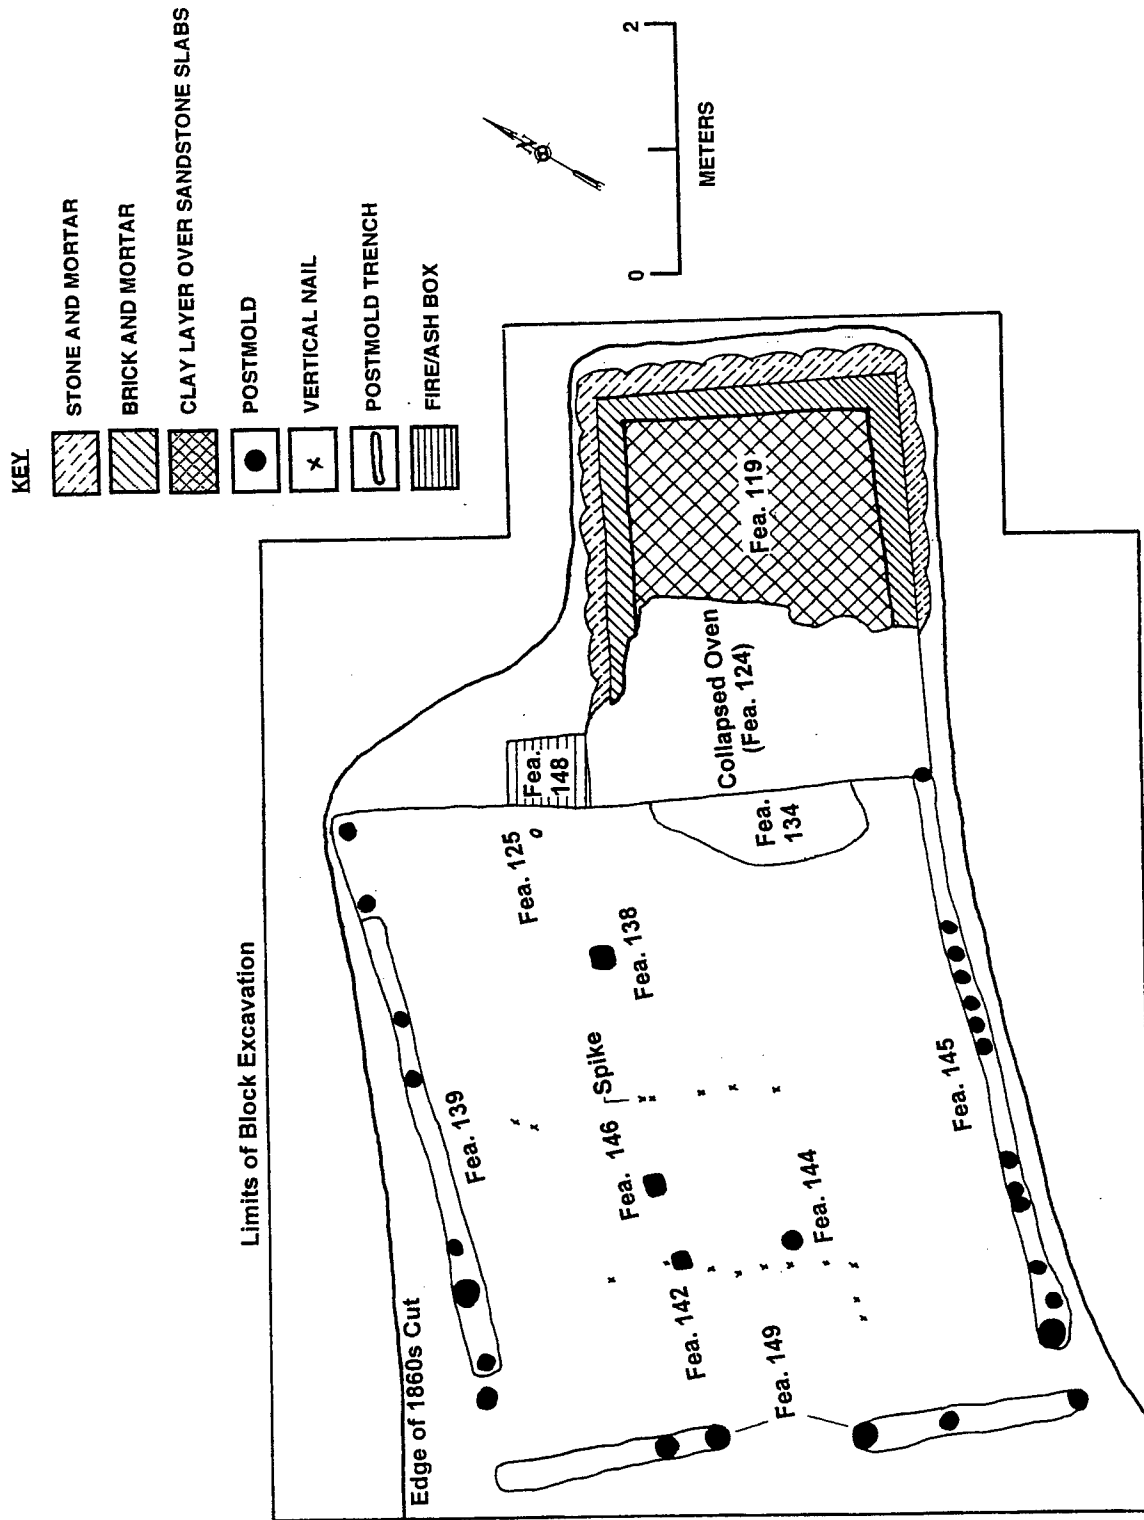 KEY
STONE AND MORTAR
BRICK AND MORTAR
CLAY LAYER OVER SANDSTONE SLABS
POSTMOLD
VERTICAL NAIL
POSTMOLD TRENCH
FIRE/ASH BOX
N
0
2
METERS
Limits of Block Excavation
Edge of 1860s Cut
Fea. 119
Collapsed Oven
(Fea. 124)
Fea.
148
Fea.
134
Fea. 125
Fea. 138
Spike
Fea. 139
Fea. 146
Fea. 144
Fea. 145
Fea. 142
Fea. 149